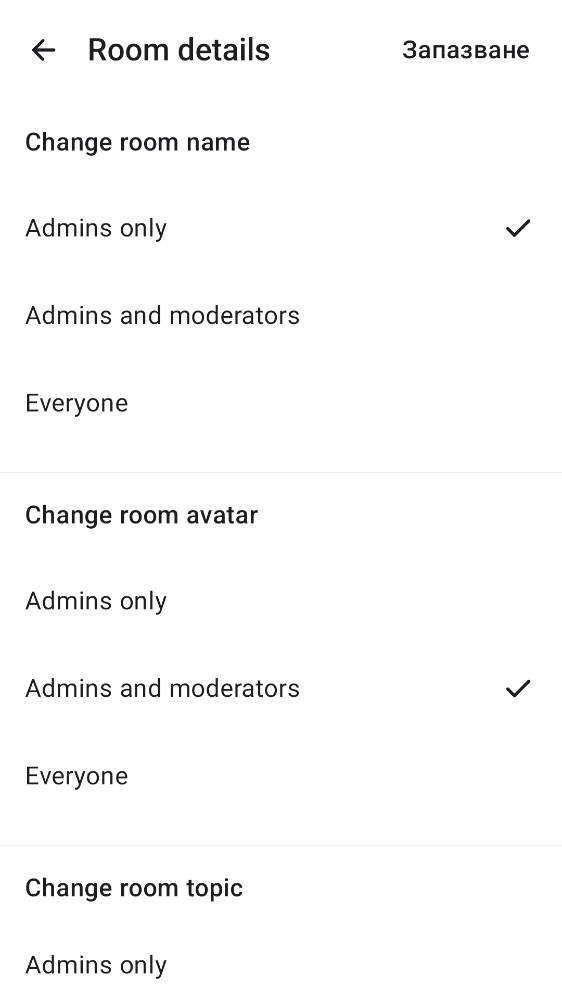 Room details
Запазване
Change room name
Admins only
Admins and moderators
Everyone
Change room avatar
Admins only
Admins and moderators
Everyone
Change room topic
Admins only